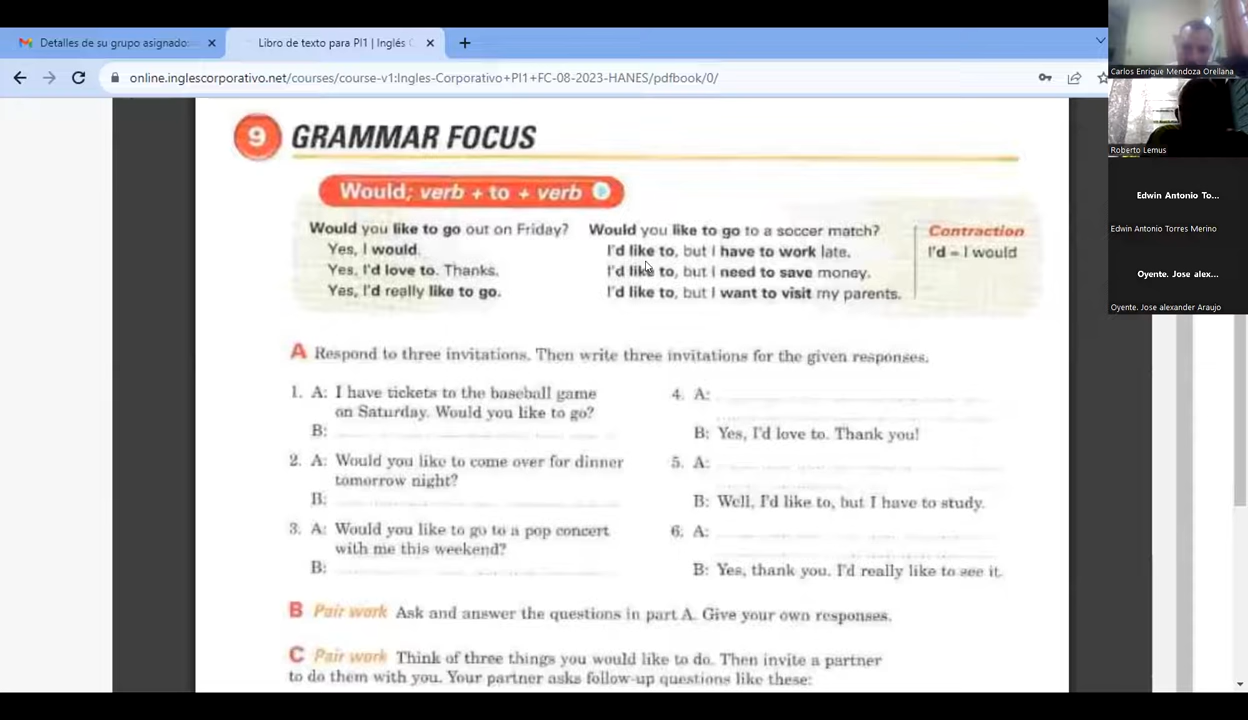 Detalles de su grupo asignado:
Libro de texto para PI1 | Inglés C
online.inglescorporativo.net/courses/course-v1:Ingles-Corporativo+PI1+FC-08-2023-HANES/pdfbook/0/
Carlos Enrique Mendoza Orellana
Roberto Lemus
Edwin Antonio To...
Edwin Antonio Torres Merino
Oyente. Jose alex...
Oyente. Jose alexander Araujo
9 GRAMMAR FOCUS
Would; verb + to + verb
Would you like to go out on Friday?
Yes, I would.
Yes, I'd love to. Thanks.
Yes, I'd really like to go.
Would you like to go to a soccer match?
I'd like to, but I have to work late.
I'd like to, but I need to save money.
I'd like to, but I want to visit my parents.
Contraction
I'd = I would
A Respond to three invitations. Then write three invitations for the given responses.
1. A: I have tickets to the baseball game
on Saturday. Would you like to go?
B:
2. A: Would you like to come over for dinner
tomorrow night?
B:
3. A: Would you like to go to a pop concert
with me this weekend?
B:
4. A:
B: Yes, I'd love to. Thank you!
5. A:
B: Well, I'd like to, but I have to study.
6. A:
B: Yes, thank you. I'd really like to see it.
B Pair work Ask and answer the questions in part A. Give your own responses.
C Pair work Think of three things you would like to do. Then invite a partner
to do them with you. Your partner asks follow-up questions like these: